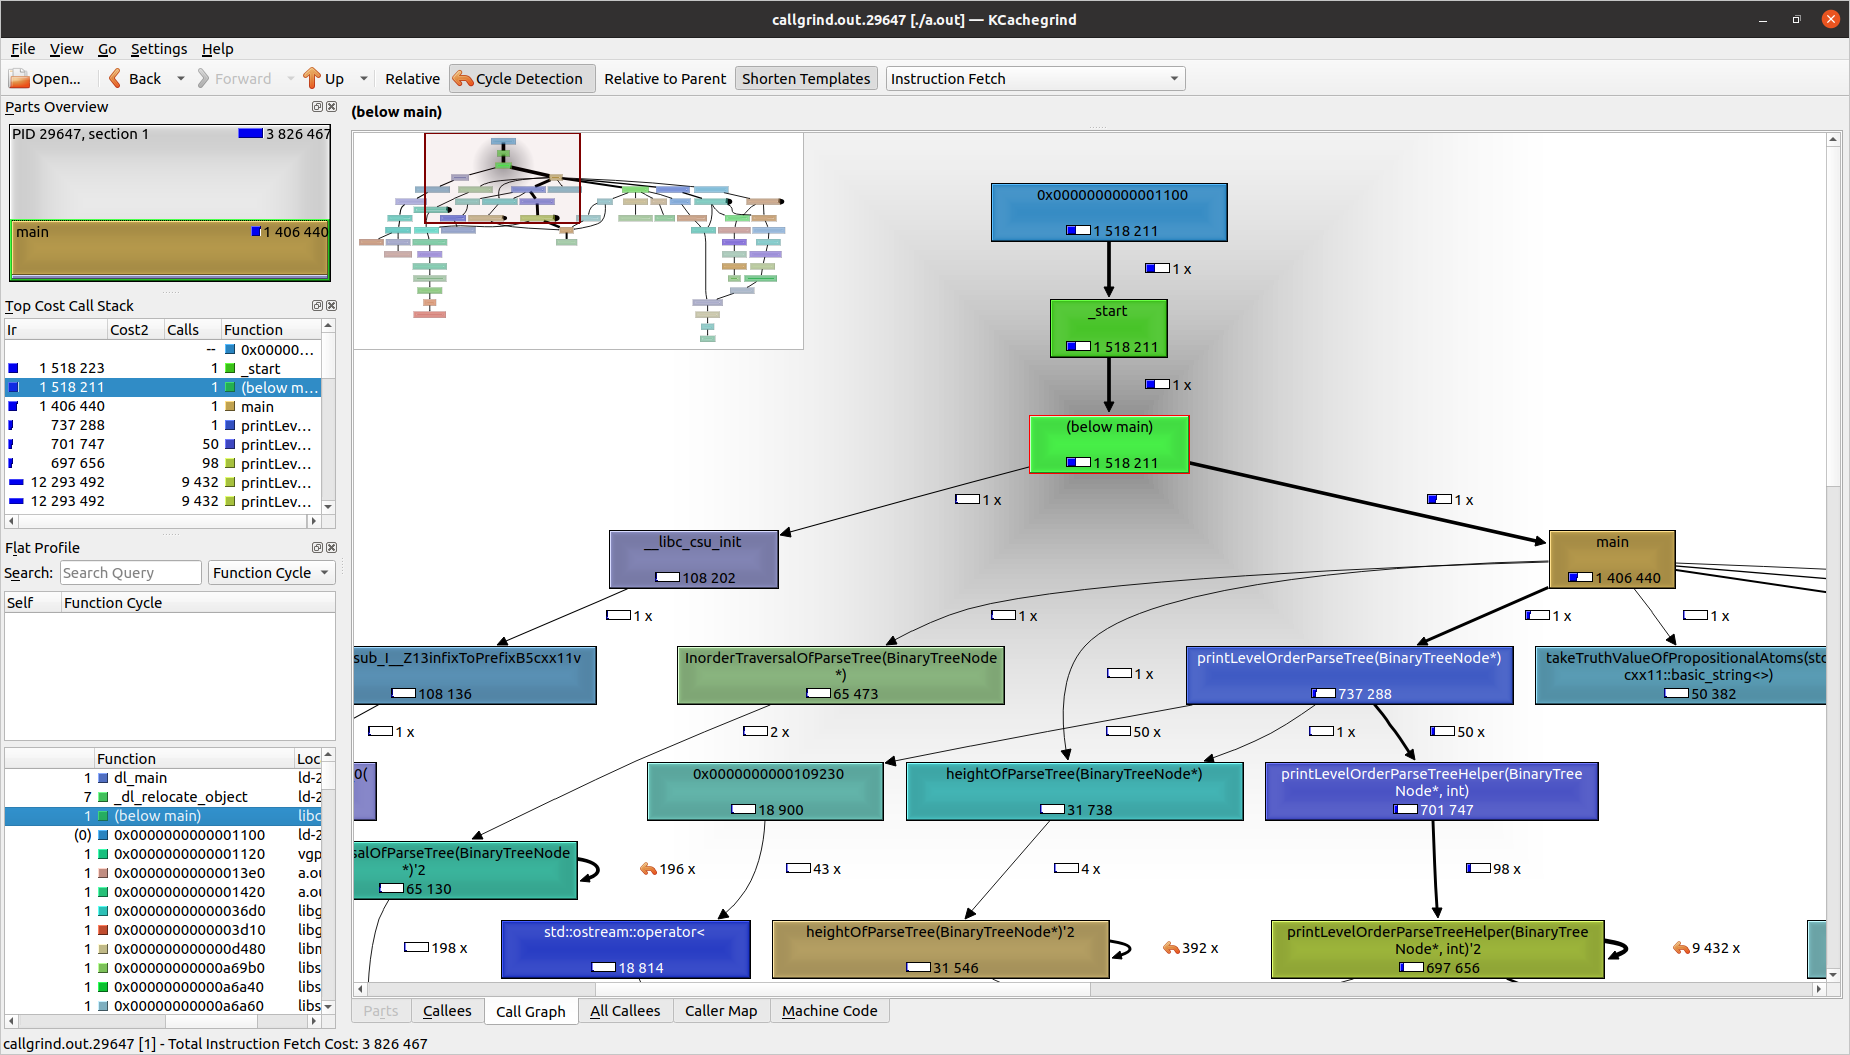 callgrind.out.29647 [./a.out] — KCachegrind
File View Go Settings Help
Open... Back Forward Up Relative Cycle Detection Relative to Parent Shorten Templates Instruction Fetch
Parts Overview
PID 29647, section 1 3 826 467
main 1 406 440
Top Cost Call Stack
Ir Cost2 Calls Function
-- 0x00000...
1 518 223 1 _start
1 518 211 1 (below m...
1 406 440 1 main
737 288 1 printLev...
701 747 50 printLev...
697 656 98 printLev...
12 293 492 9 432 printLev...
12 293 492 9 432 printLev...
Flat Profile
Search: Search Query Function Cycle
Self Function Cycle
Function Loc
1 dl_main ld-2
7 _dl_relocate_object ld-2
1 (below main) libc
(0) 0x0000000000001100 ld-2
1 0x0000000000001120 vgp
1 0x00000000000013e0 a.ou
1 0x0000000000001420 a.ou
1 0x00000000000036d0 libg
1 0x0000000000003d10 libg
1 0x000000000000d480 libn
1 0x00000000000a69b0 libs
1 0x00000000000a6a40 libs
1 0x00000000000a6a60 libs
(below main)
0x0000000000001100
1 518 211
1 x
_start
1 518 211
1 x
(below main)
1 518 211
1 x
1 x
__libc_csu_init
108 202
main
1 406 440
1 x
1 x
1 x
1 x
sub_I__Z13infixToPrefixB5cxx11v
108 136
InorderTraversalOfParseTree(BinaryTreeNode
*)
65 473
1 x
printLevelOrderParseTree(BinaryTreeNode*)
737 288
takeTruthValueOfPropositionalAtoms(std
cxx11::basic_string<>)
50 382
1 x
2 x
50 x
1 x
50 x
0(
0x0000000000109230
18 900
heightOfParseTree(BinaryTreeNode*)
31 738
printLevelOrderParseTreeHelper(BinaryTree
Node*, int)
701 747
salOfParseTree(BinaryTreeNode
*)'2
65 130
196 x
43 x
4 x
98 x
198 x
std::ostream::operator<
18 814
heightOfParseTree(BinaryTreeNode*)'2
31 546
392 x
printLevelOrderParseTreeHelper(BinaryTree
Node*, int)'2
697 656
9 432 x
Parts Callees Call Graph All Callees Caller Map Machine Code
callgrind.out.29647 [1] - Total Instruction Fetch Cost: 3 826 467